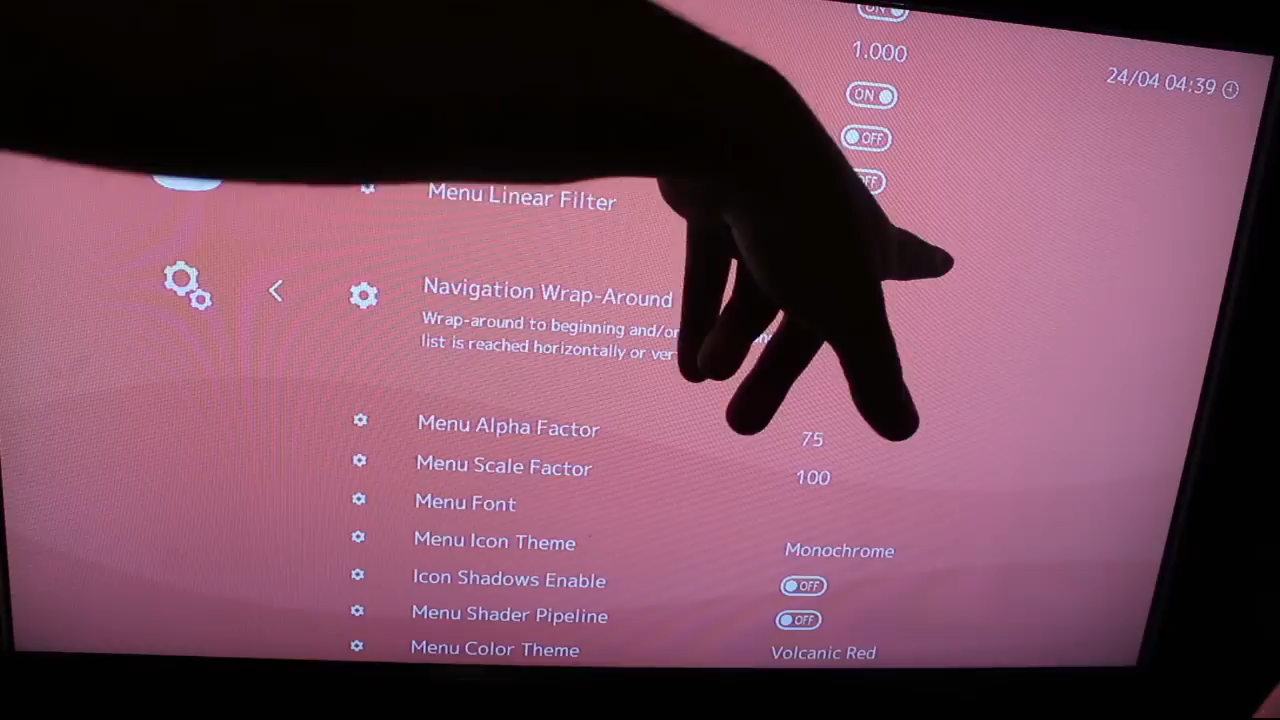 ON
1.000
24/04 04:39
ON
OFF
OFF
Menu Linear Filter
Navigation Wrap-Around
Wrap-around to beginning and/or
list is reached horizontally or ver
Menu Alpha Factor 75
Menu Scale Factor 100
Menu Font
Menu Icon Theme Monochrome
Icon Shadows Enable OFF
Menu Shader Pipeline OFF
Menu Color Theme Volcanic Red